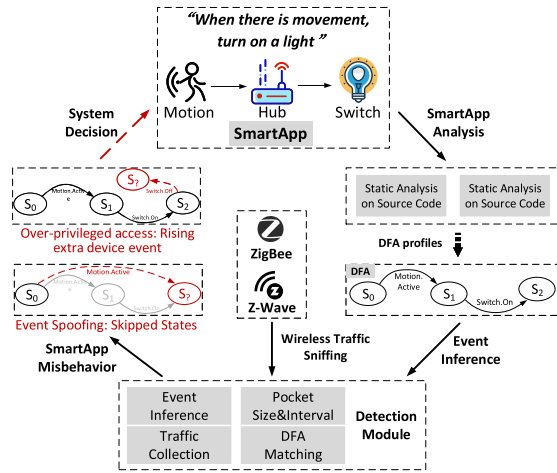 “When there is movement,
turn on a light ”
Motion
Hub
Switch
SmartApp
System
Decision
SmartApp
Analysis
S?
Motion.Activ
e
Switch.Off
S0
S1
S2
Switch.On
Over-privileged access: Rising
extra device event
Static Analysis
on Source Code
Static Analysis
on Source Code
DFA profiles
ZigBee
Z-Wave
Motion.Active
Motion.Activ
e
S0
S1
S?
Event Spoofing: Skipped States
DFA
Motion.
Active
S0
S1
S2
Switch.On
SmartApp
Misbehavior
Wireless Traffic
Sniffing
Event
Inference
Event
Inference
Pocket
Size&Interval
Traffic
Collection
DFA
Matching
Detection
Module